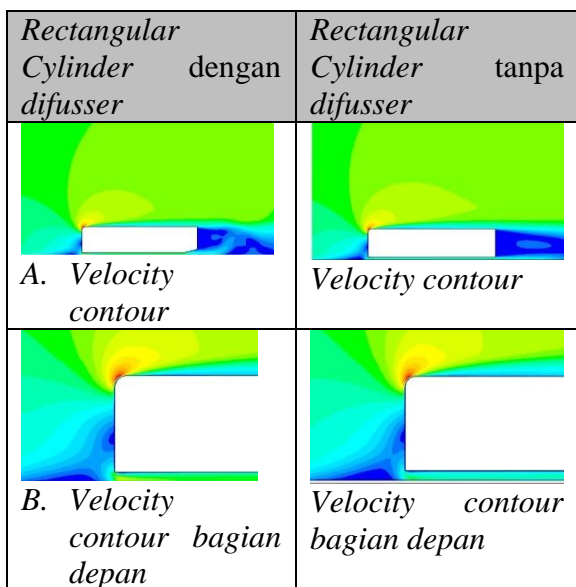 Rectangular
Cylinder dengan
difusser
Rectangular
Cylinder tanpa
difusser
A. Velocity
contour
Velocity contour
B. Velocity
contour bagian
depan
Velocity contour
bagian depan